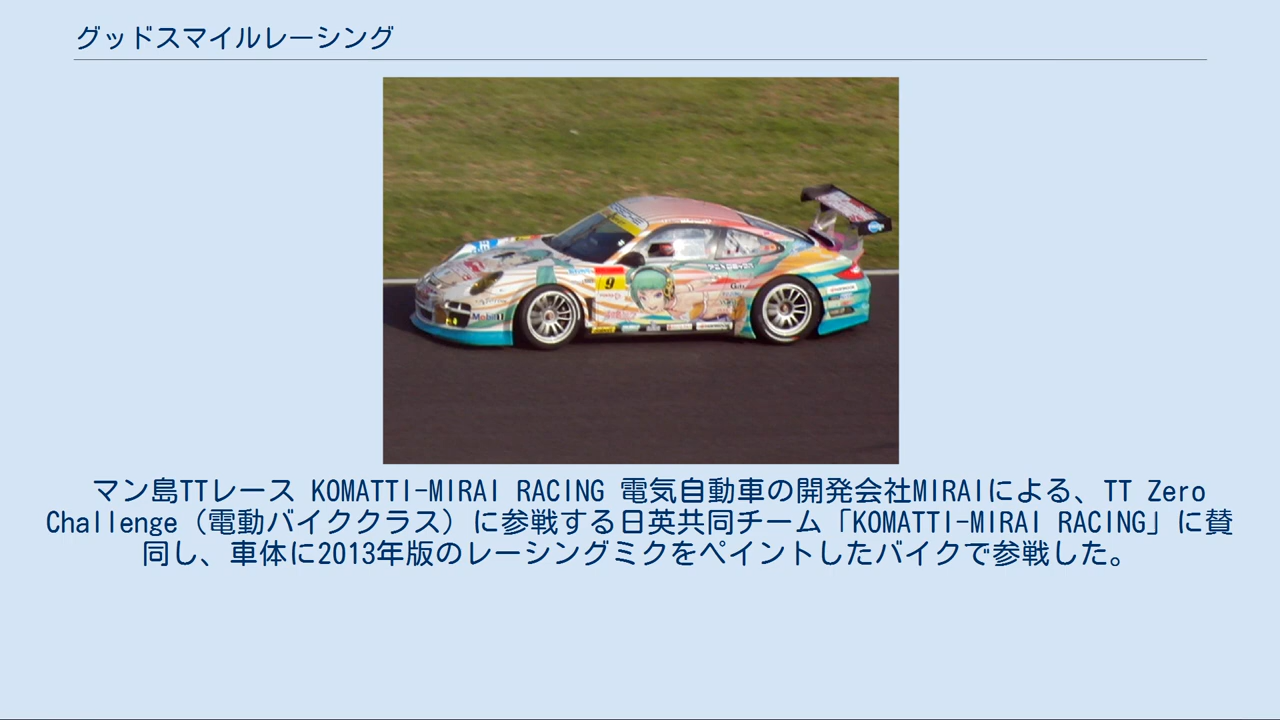 グッドスマイルレーシング
9
Mobil 1
マン島TTレース KOMATTI-MIRAI RACING 電気自動車の開発会社MIRAIによる、TT Zero
Challenge（電動バイククラス）に参戦する日英共同チーム「KOMATTI-MIRAI RACING」に賛
同し、車体に2013年版のレーシングミクをペイントしたバイクで参戦した。